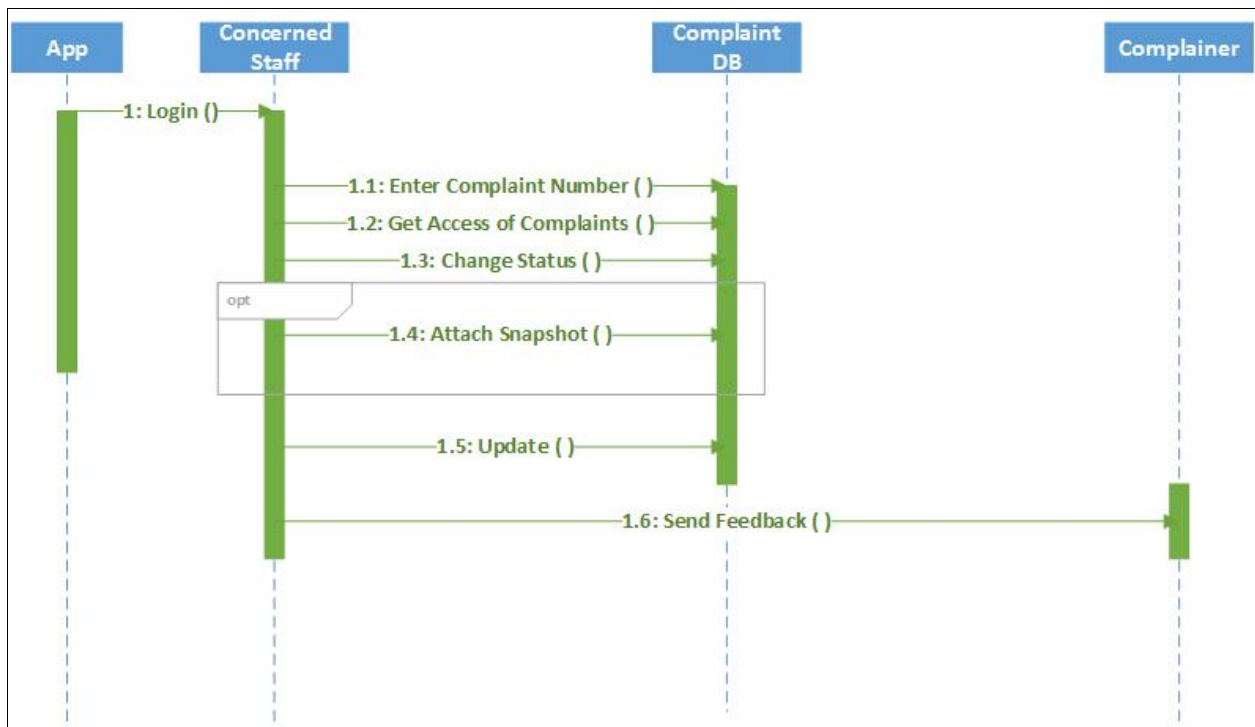 App
Concerned
Staff
Complaint
DB
Complainer
1: Login ()
1.1: Enter Complaint Number ( )
1.2: Get Access of Complaints ( )
1.3: Change Status ( )
opt
1.4: Attach Snapshot ( )
1.5: Update ( )
1.6: Send Feedback ( )